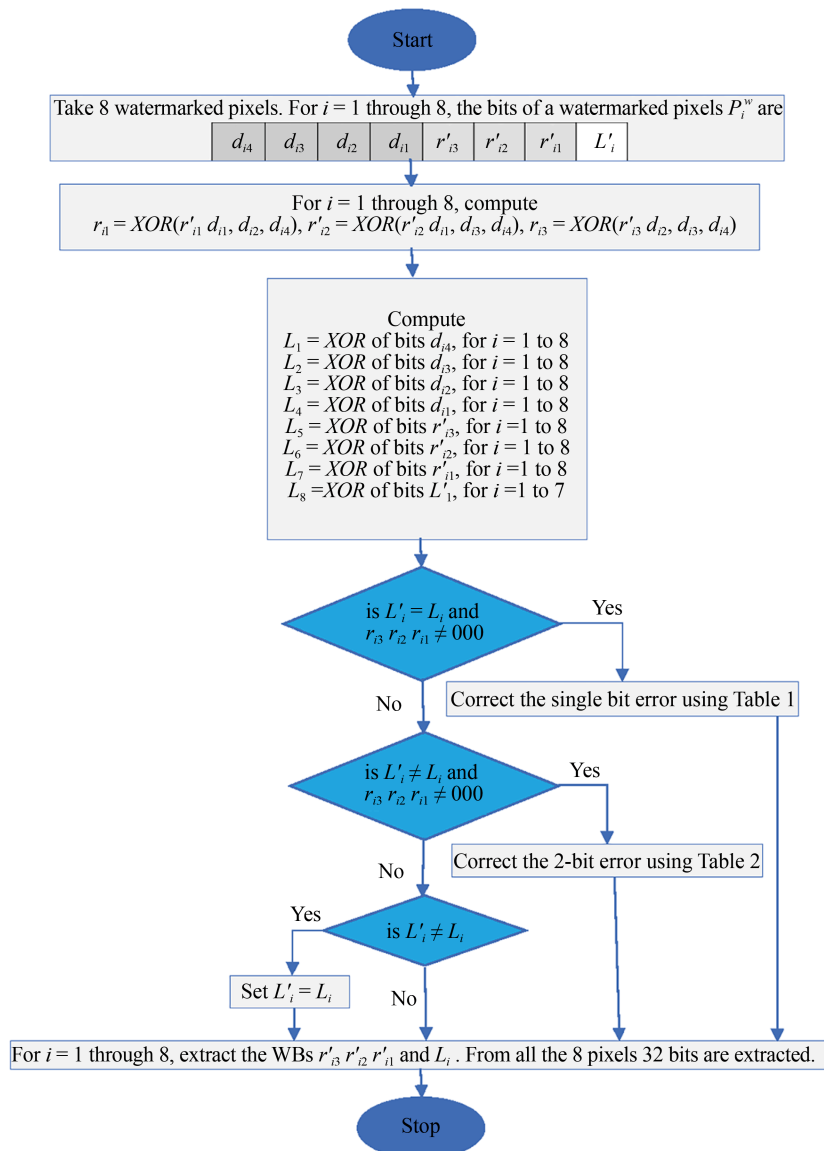 Start
Take 8 watermarked pixels. For i = 1 through 8, the bits of a watermarked pixels P_i^w are
d_i4 d_i3 d_i2 d_i1 r'_i3 r'_i2 r'_i1 L'_i
For i = 1 through 8, compute
r_i1 = XOR(r'_i1 d_i1, d_i2, d_i4), r'_i2 = XOR(r'_i2 d_i1, d_i3, d_i4), r_i3 = XOR(r'_i3 d_i2, d_i3, d_i4)
Compute
L_1 = XOR of bits d_i4, for i = 1 to 8
L_2 = XOR of bits d_i3, for i = 1 to 8
L_3 = XOR of bits d_i2, for i = 1 to 8
L_4 = XOR of bits d_i1, for i = 1 to 8
L_5 = XOR of bits r'_i3, for i =1 to 8
L_6 = XOR of bits r'_i2, for i = 1 to 8
L_7 = XOR of bits r'_i1, for i =1 to 8
L_8 =XOR of bits L'_1, for i =1 to 7
is L'_i = L_i and
r_i3 r_i2 r_i1 ≠ 000
Yes
Correct the single bit error using Table 1
No
is L'_i ≠ L_i and
r_i3 r_i2 r_i1 ≠ 000
Yes
Correct the 2-bit error using Table 2
No
is L'_i ≠ L_i
Yes
Set L'_i = L_i
No
For i = 1 through 8, extract the WBs r'_i3 r'_i2 r'_i1 and L_i . From all the 8 pixels 32 bits are extracted.
Stop